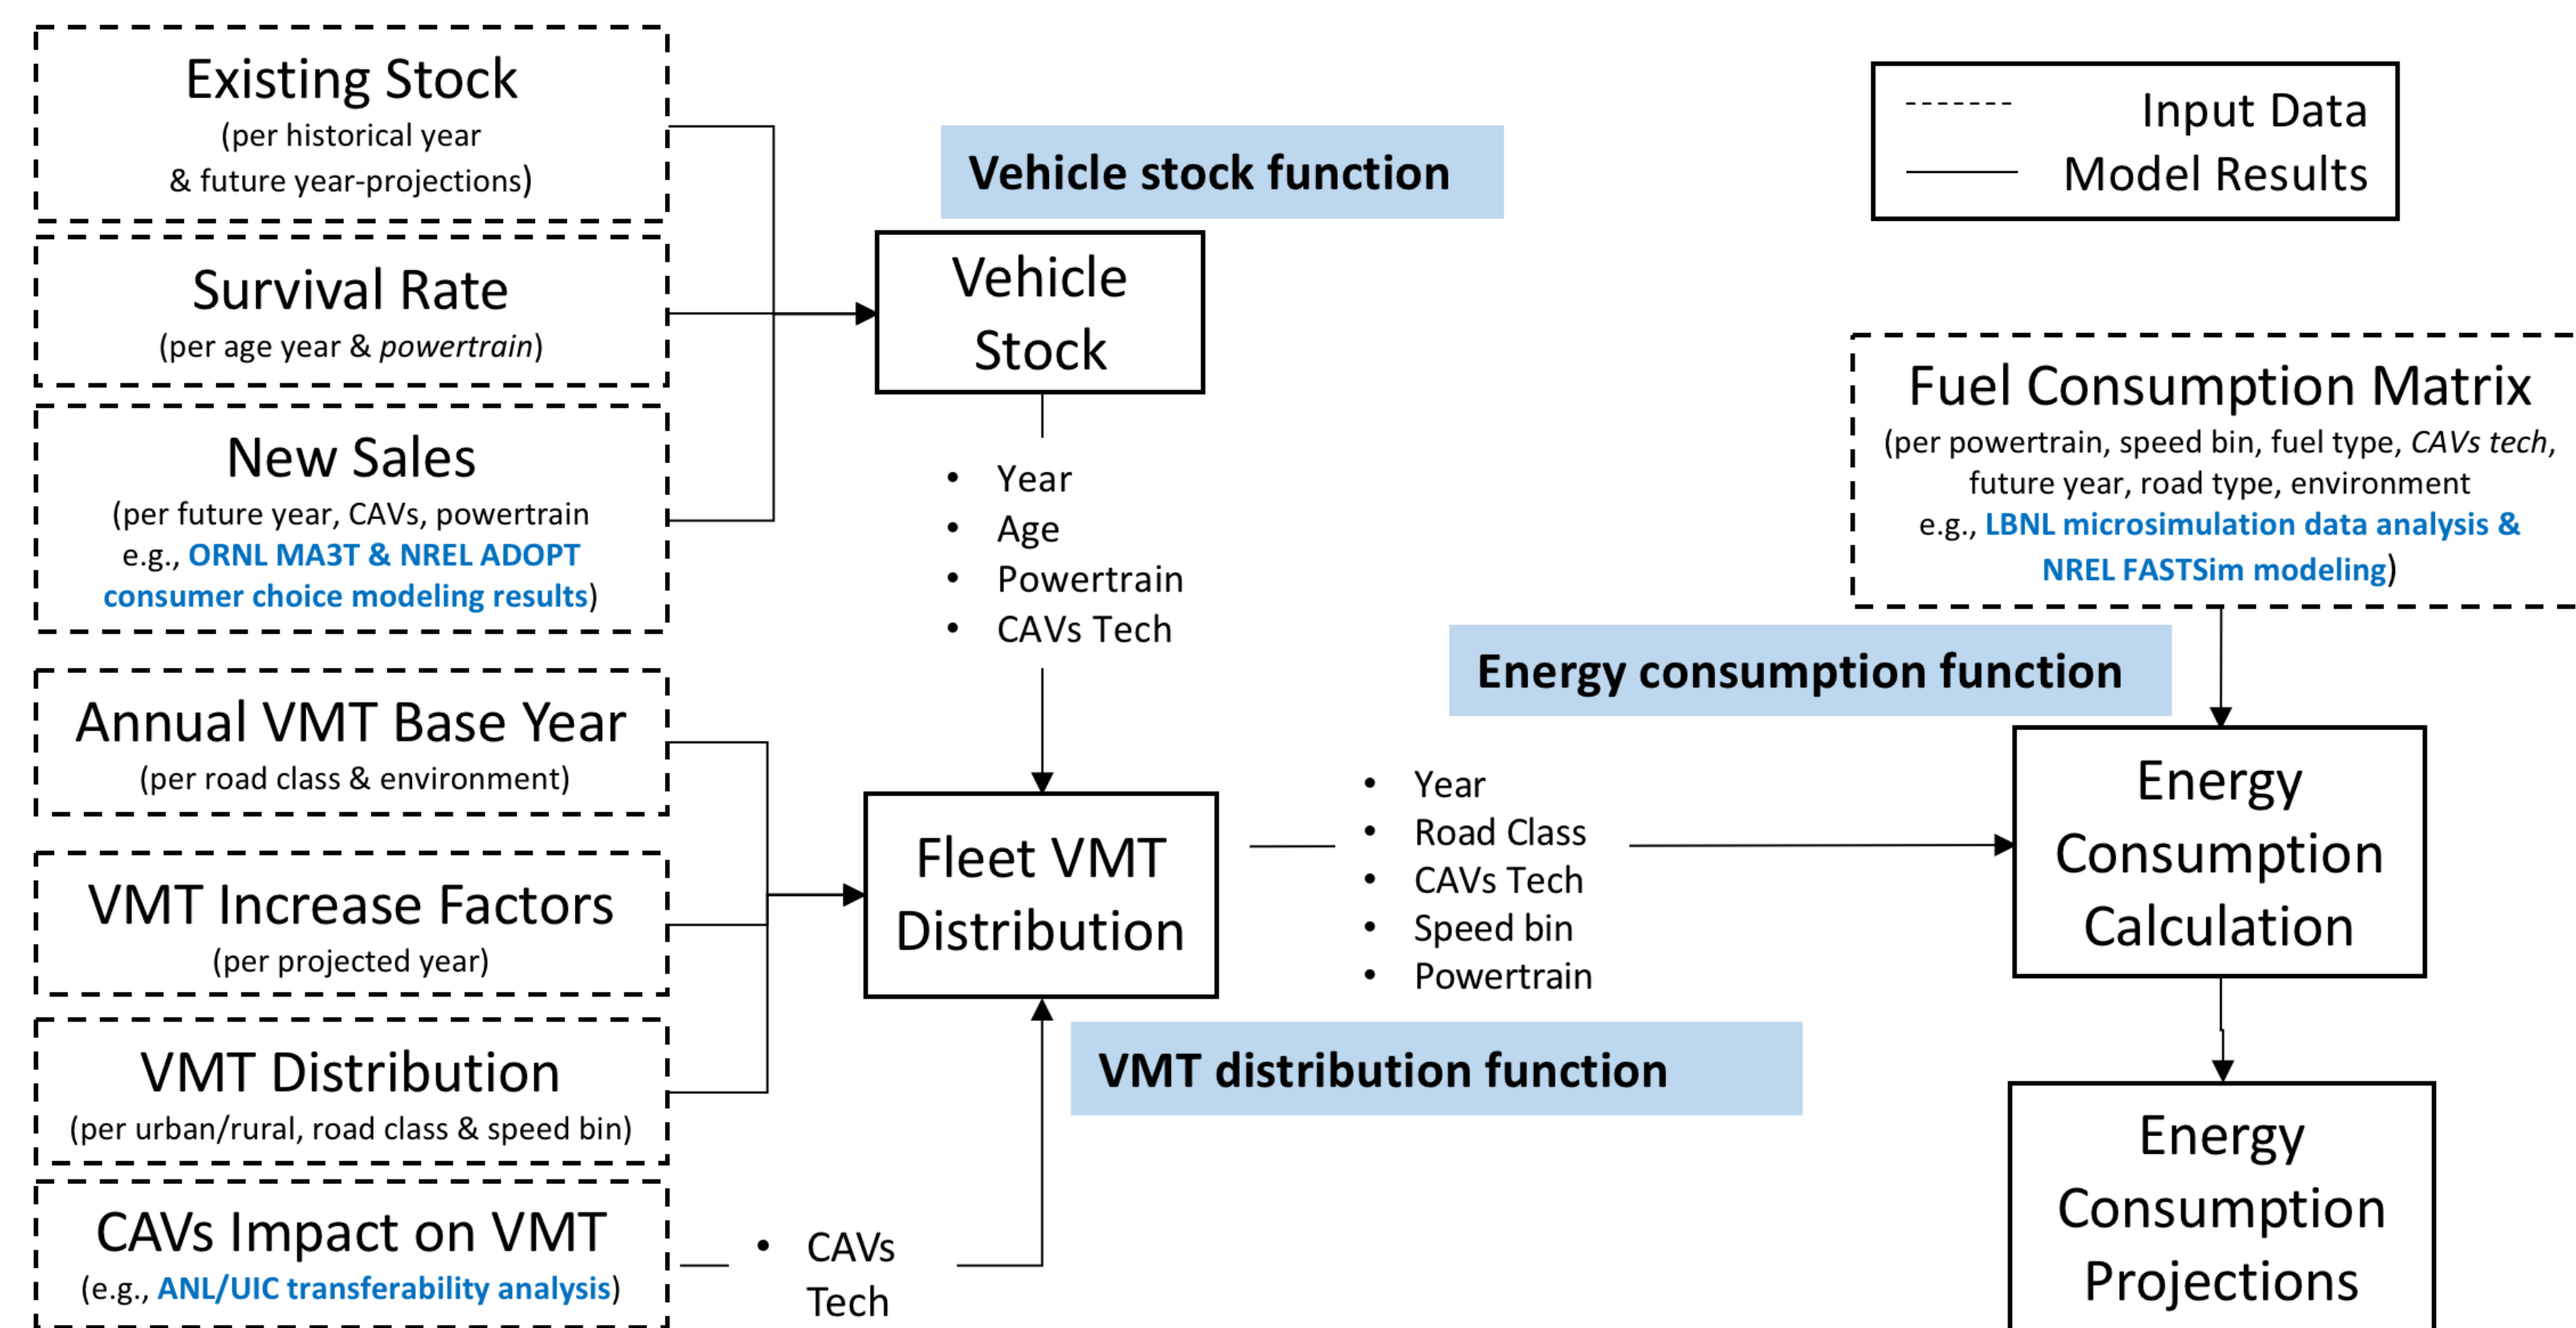 Existing Stock
(per historical year
& future year-projections)
Survival Rate
(per age year & powertrain)
New Sales
(per future year, CAVs, powertrain
e.g., ORNL MA3T & NREL ADOPT
consumer choice modeling results)
Annual VMT Base Year
(per road class & environment)
VMT Increase Factors
(per projected year)
VMT Distribution
(per urban/rural, road class & speed bin)
CAVs Impact on VMT
(e.g., ANL/UIC transferability analysis)
• CAVs
Tech
Vehicle stock function
Vehicle
Stock
• Year
• Age
• Powertrain
• CAVs Tech
Fleet VMT
Distribution
VMT distribution function
• Year
• Road Class
• CAVs Tech
• Speed bin
• Powertrain
Energy consumption function
Input Data
Model Results
Fuel Consumption Matrix
(per powertrain, speed bin, fuel type, CAVs tech,
future year, road type, environment
e.g., LBNL microsimulation data analysis &
NREL FASTSim modeling)
Energy
Consumption
Calculation
Energy
Consumption
Projections